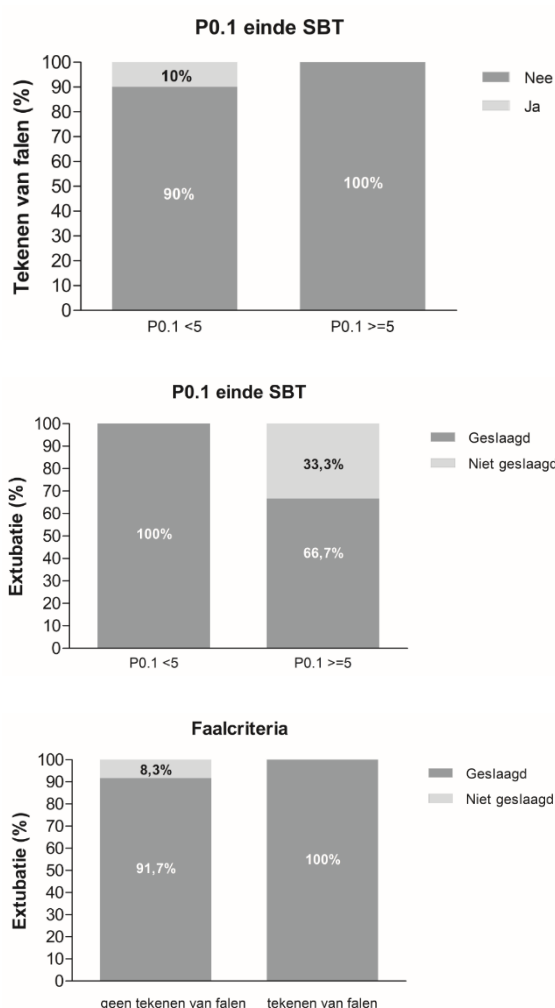 P0.1 einde SBT
Tekenen van falen (%)
100
90
80
70
60
50
40
30
20
10
0
10%
90%
100%
P0.1 <5
P0.1 >=5
Nee
Ja
P0.1 einde SBT
Extubatie (%)
100
90
80
70
60
50
40
30
20
10
0
100%
33,3%
66,7%
P0.1 <5
P0.1 >=5
Geslaagd
Niet geslaagd
Faalcriteria
Extubatie (%)
100
90
80
70
60
50
40
30
20
10
0
8,3%
91,7%
100%
geen tekenen van falen
tekenen van falen
Geslaagd
Niet geslaagd